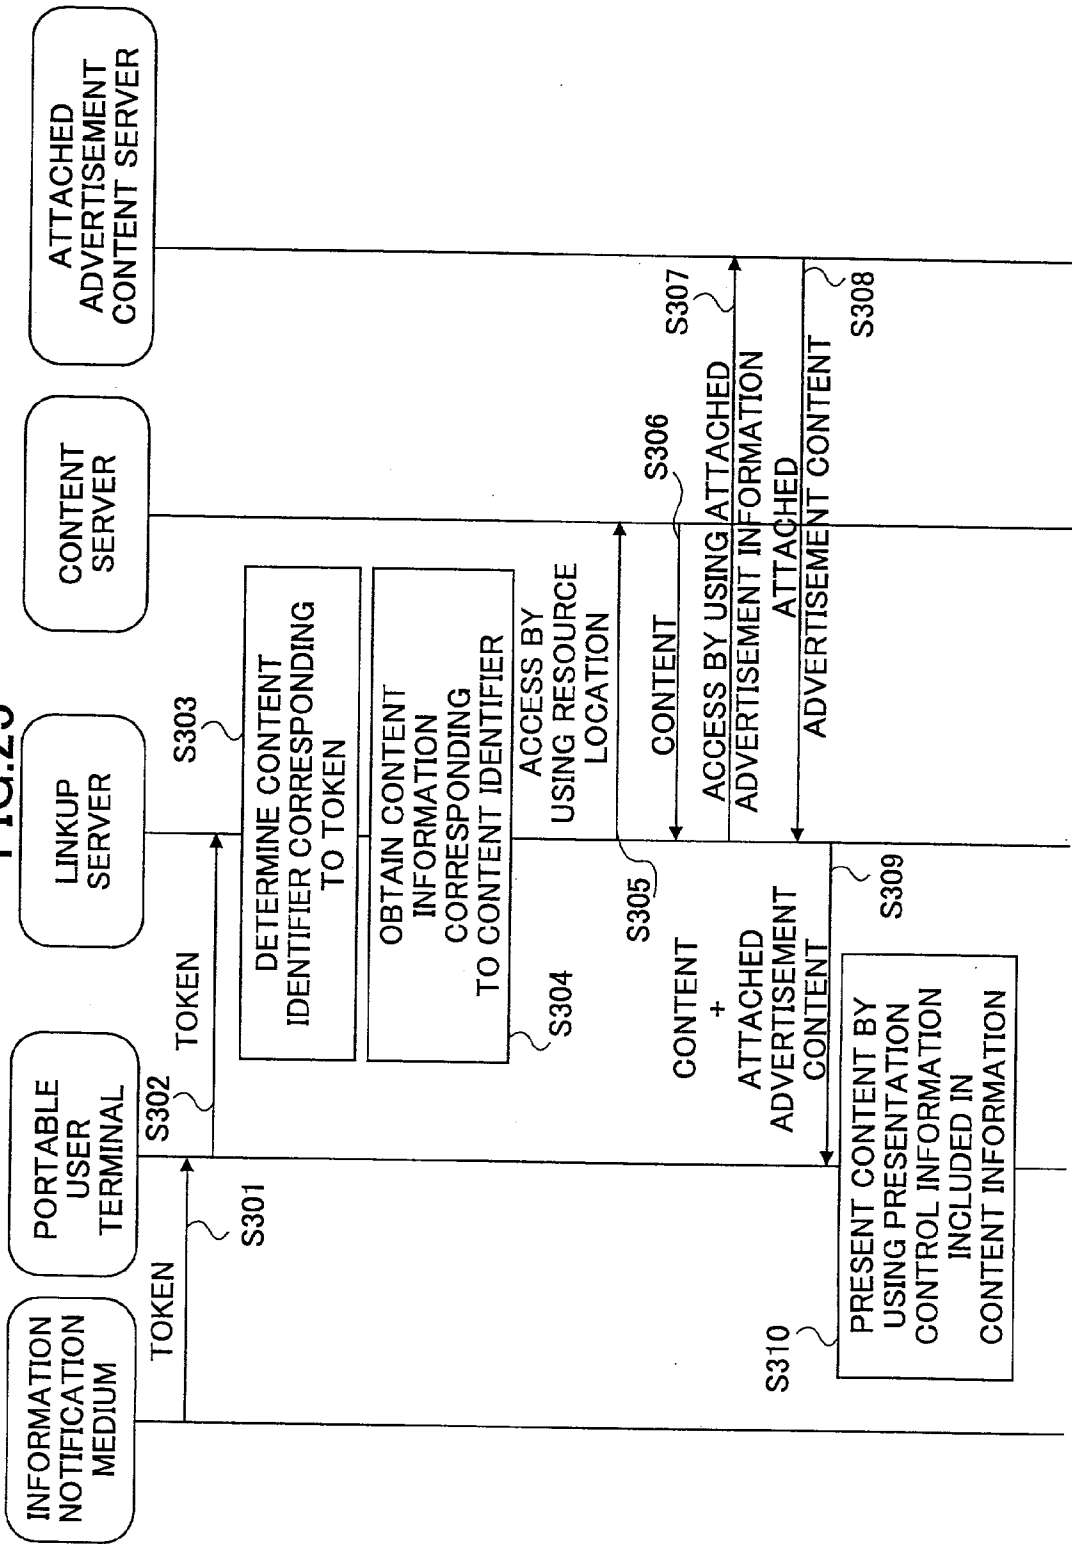 INFORMATION
NOTIFICATION
MEDIUM
PORTABLE
USER
TERMINAL
LINKUP
SERVER
CONTENT
SERVER
ATTACHED
ADVERTISEMENT
CONTENT SERVER
TOKEN
S301
S302
TOKEN
S303
DETERMINE CONTENT
IDENTIFIER CORRESPONDING
TO TOKEN
OBTAIN CONTENT
INFORMATION
CORRESPONDING
TO CONTENT IDENTIFIER
S304
ACCESS BY
USING RESOURCE
LOCATION
S305
CONTENT
S306
ACCESS BY USING ATTACHED
ADVERTISEMENT INFORMATION
S307
ATTACHED
ADVERTISEMENT CONTENT
S308
CONTENT
+
ATTACHED
ADVERTISEMENT
CONTENT
S309
S310
PRESENT CONTENT BY
USING PRESENTATION
CONTROL INFORMATION
INCLUDED IN
CONTENT INFORMATION